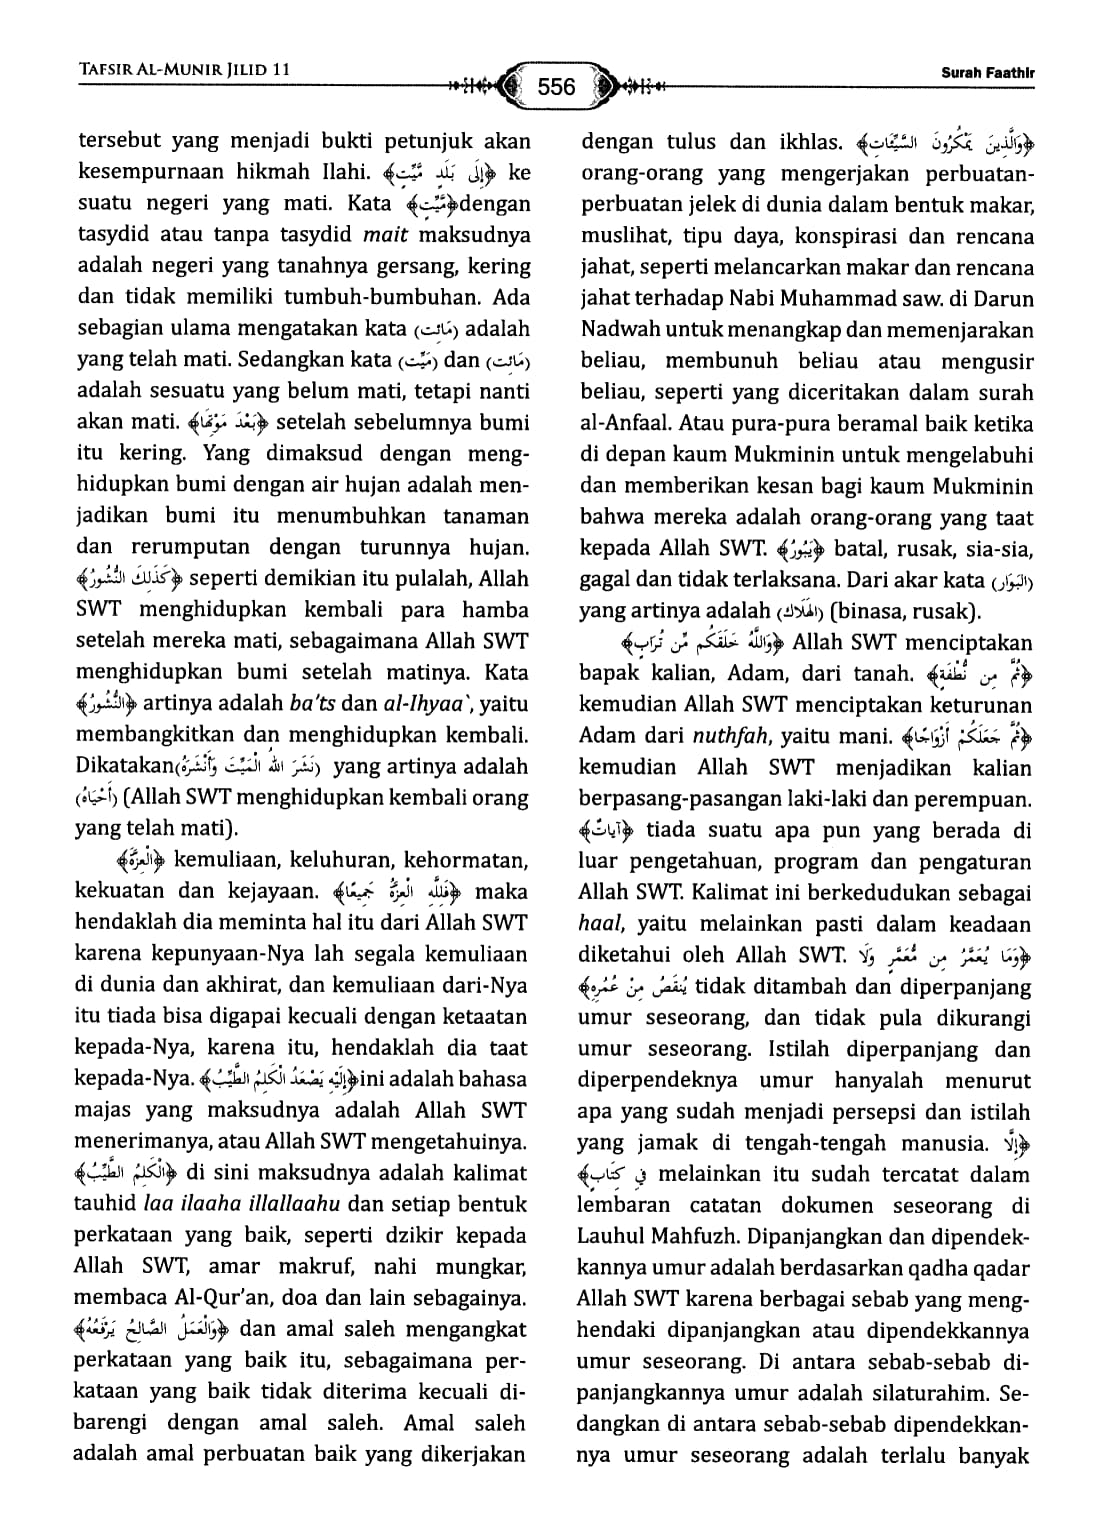 TAFSIR AL-MUNIR JILID 11
556
Surah Faathir
tersebut yang menjadi bukti petunjuk akan
kesempurnaan hikmah Ilahi. ﴿إِلَى بَلَدٍ مَّيِّتٍ﴾ ke
suatu negeri yang mati. Kata ﴿مَّيِّتٍ﴾dengan
tasydid atau tanpa tasydid mait maksudnya
adalah negeri yang tanahnya gersang, kering
dan tidak memiliki tumbuh-bumbuhan. Ada
sebagian ulama mengatakan kata (مَائِت) adalah
yang telah mati. Sedangkan kata (مَيِّت) dan (مَائِت)
adalah sesuatu yang belum mati, tetapi nanti
akan mati. ﴿بَعْدَ مَوْتِهَا﴾ setelah sebelumnya bumi
itu kering. Yang dimaksud dengan meng-
hidupkan bumi dengan air hujan adalah men-
jadikan bumi itu menumbuhkan tanaman
dan rerumputan dengan turunnya hujan.
﴿كَذَلِكَ النُّشُورُ﴾ seperti demikian itu pulalah, Allah
SWT menghidupkan kembali para hamba
setelah mereka mati, sebagaimana Allah SWT
menghidupkan bumi setelah matinya. Kata
﴿النُّشُورُ﴾ artinya adalah ba'ts dan al-Ihyaa`, yaitu
membangkitkan dan menghidupkan kembali.
Dikatakan(نَشَرَ اللهُ الْمَيِّتَ وَأَنْشَرَهُ) yang artinya adalah
(أَحْيَاهُ) (Allah SWT menghidupkan kembali orang
yang telah mati).
﴿الْعِزَّةَ﴾ kemuliaan, keluhuran, kehormatan,
kekuatan dan kejayaan. ﴿فَلِلَّهِ الْعِزَّةُ جَمِيعًا﴾ maka
hendaklah dia meminta hal itu dari Allah SWT
karena kepunyaan-Nya lah segala kemuliaan
di dunia dan akhirat, dan kemuliaan dari-Nya
itu tiada bisa digapai kecuali dengan ketaatan
kepada-Nya, karena itu, hendaklah dia taat
kepada-Nya. ﴿إِلَيْهِ يَصْعَدُ الْكَلِمُ الطَّيِّبُ﴾ini adalah bahasa
majas yang maksudnya adalah Allah SWT
menerimanya, atau Allah SWT mengetahuinya.
﴿الْكَلِمُ الطَّيِّبُ﴾ di sini maksudnya adalah kalimat
tauhid laa ilaaha illallaahu dan setiap bentuk
perkataan yang baik, seperti dzikir kepada
Allah SWT, amar makruf, nahi mungkar,
membaca Al-Qur'an, doa dan lain sebagainya.
﴿وَالْعَمَلُ الصَّالِحُ يَرْفَعُهُ﴾ dan amal saleh mengangkat
perkataan yang baik itu, sebagaimana per-
kataan yang baik tidak diterima kecuali di-
barengi dengan amal saleh. Amal saleh
adalah amal perbuatan baik yang dikerjakan
dengan tulus dan ikhlas. ﴿وَالَّذِينَ يَمْكُرُونَ السَّيِّئَاتِ﴾
orang-orang yang mengerjakan perbuatan-
perbuatan jelek di dunia dalam bentuk makar,
muslihat, tipu daya, konspirasi dan rencana
jahat, seperti melancarkan makar dan rencana
jahat terhadap Nabi Muhammad saw. di Darun
Nadwah untuk menangkap dan memenjarakan
beliau, membunuh beliau atau mengusir
beliau, seperti yang diceritakan dalam surah
al-Anfaal. Atau pura-pura beramal baik ketika
di depan kaum Mukminin untuk mengelabuhi
dan memberikan kesan bagi kaum Mukminin
bahwa mereka adalah orang-orang yang taat
kepada Allah SWT. ﴿يَبُورُ﴾ batal, rusak, sia-sia,
gagal dan tidak terlaksana. Dari akar kata (البَوَار)
yang artinya adalah (الْهَلَاك) (binasa, rusak).
﴿وَاللَّهُ خَلَقَكُم مِّن تُرَابٍ﴾ Allah SWT menciptakan
bapak kalian, Adam, dari tanah. ﴿ثُمَّ مِن نُّطْفَةٍ﴾
kemudian Allah SWT menciptakan keturunan
Adam dari nuthfah, yaitu mani. ﴿ثُمَّ جَعَلَكُمْ أَزْوَاجًا﴾
kemudian Allah SWT menjadikan kalian
berpasang-pasangan laki-laki dan perempuan.
﴿آيَاتٌ﴾ tiada suatu apa pun yang berada di
luar pengetahuan, program dan pengaturan
Allah SWT. Kalimat ini berkedudukan sebagai
haal, yaitu melainkan pasti dalam keadaan
diketahui oleh Allah SWT. ﴿وَمَا يُعَمَّرُ مِن مُّعَمَّرٍ وَلَا
يُنقَصُ مِنْ عُمُرِهِ﴾ tidak ditambah dan diperpanjang
umur seseorang, dan tidak pula dikurangi
umur seseorang. Istilah diperpanjang dan
diperpendeknya umur hanyalah menurut
apa yang sudah menjadi persepsi dan istilah
yang jamak di tengah-tengah manusia. ﴿إِلَّا
فِي كِتَابٍ﴾ melainkan itu sudah tercatat dalam
lembaran catatan dokumen seseorang di
Lauhul Mahfuzh. Dipanjangkan dan dipendek-
kannya umur adalah berdasarkan qadha qadar
Allah SWT karena berbagai sebab yang meng-
hendaki dipanjangkan atau dipendekkannya
umur seseorang. Di antara sebab-sebab di-
panjangkannya umur adalah silaturahim. Se-
dangkan di antara sebab-sebab dipendekkan-
nya umur seseorang adalah terlalu banyak